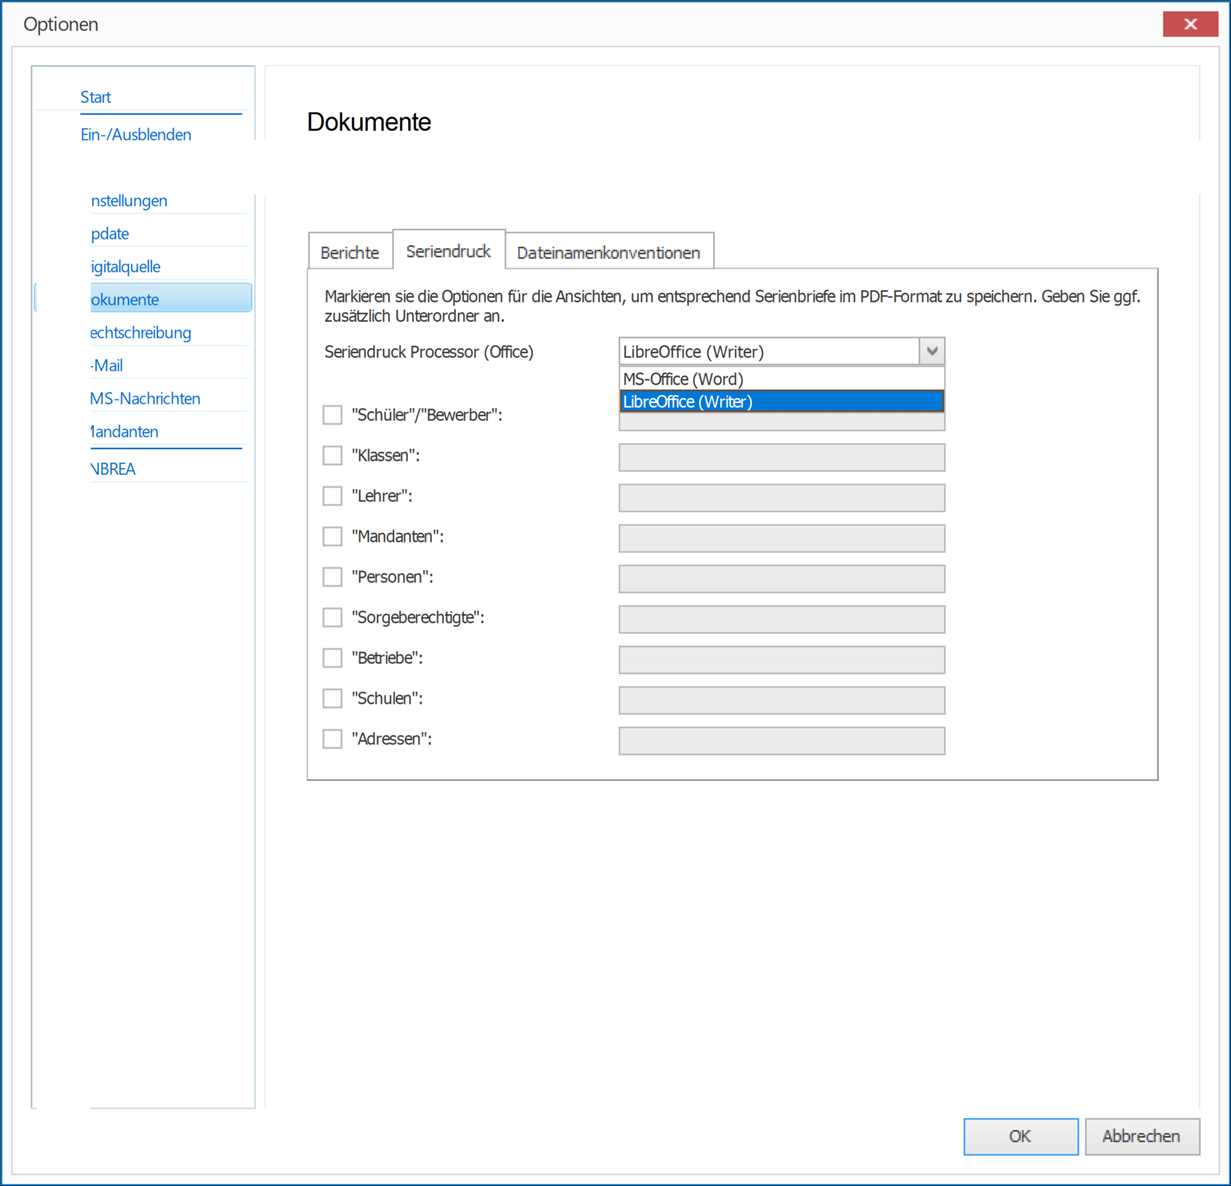 Optionen
Start
Ein-/Ausblenden
nstellungen
pdate
igitalquelle
okumente
echtschreibung
-Mail
MS-Nachrichten
andanten
NBREA
Dokumente
Berichte
Seriendruck
Dateinamenkonventionen
Markieren sie die Optionen für die Ansichten, um entsprechend Serienbriefe im PDF-Format zu speichern. Geben Sie ggf.
zusätzlich Unterordner an.
Seriendruck Processor (Office)
LibreOffice (Writer)
MS-Office (Word)
LibreOffice (Writer)
"Schüler"/"Bewerber":
"Klassen":
"Lehrer":
"Mandanten":
"Personen":
"Sorgeberechtigte":
"Betriebe":
"Schulen":
"Adressen":
OK
Abbrechen